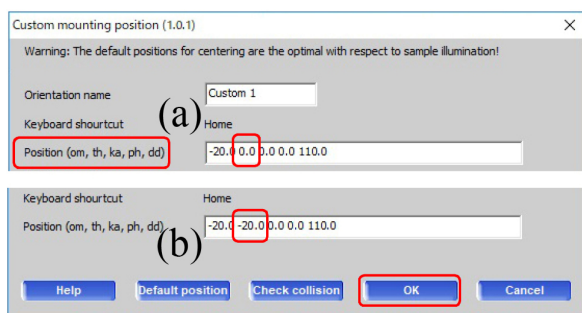 Custom mounting position (1.0.1)
Warning: The default positions for centering are the optimal with respect to sample illumination!
Orientation name Custom 1
(a)
Keyboard shourtcut Home
Position (om, th, ka, ph, dd) -20.0 0.0 0.0 0.0 110.0
Keyboard shourtcut Home
Position (om, th, ka, ph, dd) -20.0 -20.0 0.0 0.0 110.0
(b)
Help Default position Check collision OK Cancel